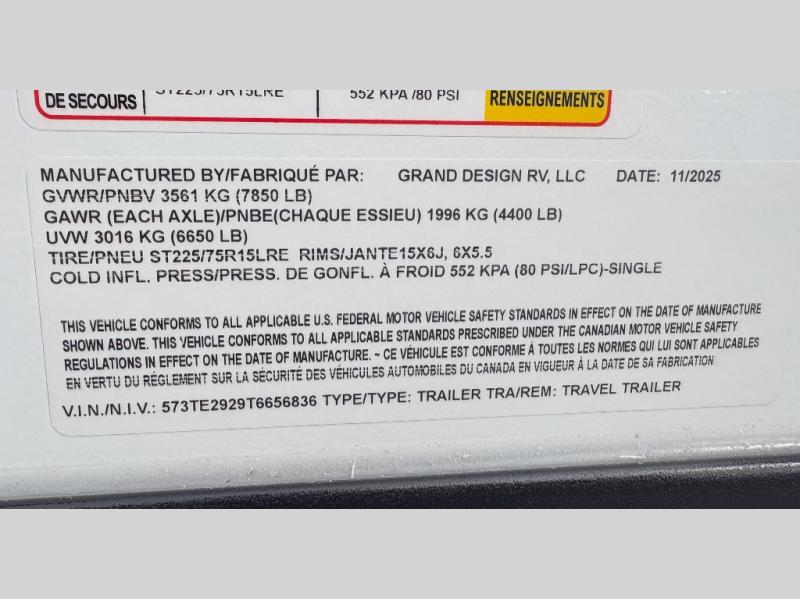 DE SECOURS
ST225/75R15LRE
552 KPA /80 PSI
RENSEIGNEMENTS
MANUFACTURED BY/FABRIQUÉ PAR: GRAND DESIGN RV, LLC DATE: 11/2025
GVWR/PNBV 3561 KG (7850 LB)
GAWR (EACH AXLE)/PNBE(CHAQUE ESSIEU) 1996 KG (4400 LB)
UVW 3016 KG (6650 LB)
TIRE/PNEU ST225/75R15LRE RIMS/JANTE15X6J, 6X5.5
COLD INFL. PRESS/PRESS. DE GONFL. À FROID 552 KPA (80 PSI/LPC)-SINGLE
THIS VEHICLE CONFORMS TO ALL APPLICABLE U.S. FEDERAL MOTOR VEHICLE SAFETY STANDARDS IN EFFECT ON THE DATE OF MANUFACTURE
SHOWN ABOVE. THIS VEHICLE CONFORMS TO ALL APPLICABLE STANDARDS PRESCRIBED UNDER THE CANADIAN MOTOR VEHICLE SAFETY
REGULATIONS IN EFFECT ON THE DATE OF MANUFACTURE. ~ CE VÉHICULE EST CONFORME À TOUTES LES NORMES QUI LUI SONT APPLICABLES
EN VERTU DU RÉGLEMENT SUR LA SÉCURITÉ DES VÉHICULES AUTOMOBILES DU CANADA EN VIGUEUR À LA DATE DE SA FABRICATION.
V.I.N./N.I.V.: 573TE2929T6656836 TYPE/TYPE: TRAILER TRA/REM: TRAVEL TRAILER